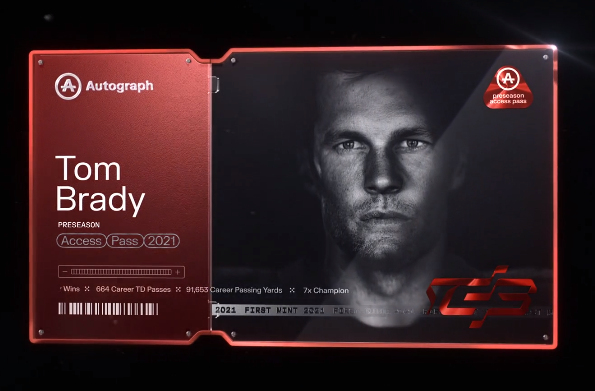 Autograph
preseason
access pass
Tom
Brady
PRESEASON
Access Pass 2021
Wins ⁙ 664 Career TD Passes ⁙ 91,653 Career Passing Yards ⁙ 7x Champion
2021 FIRST MINT 2021